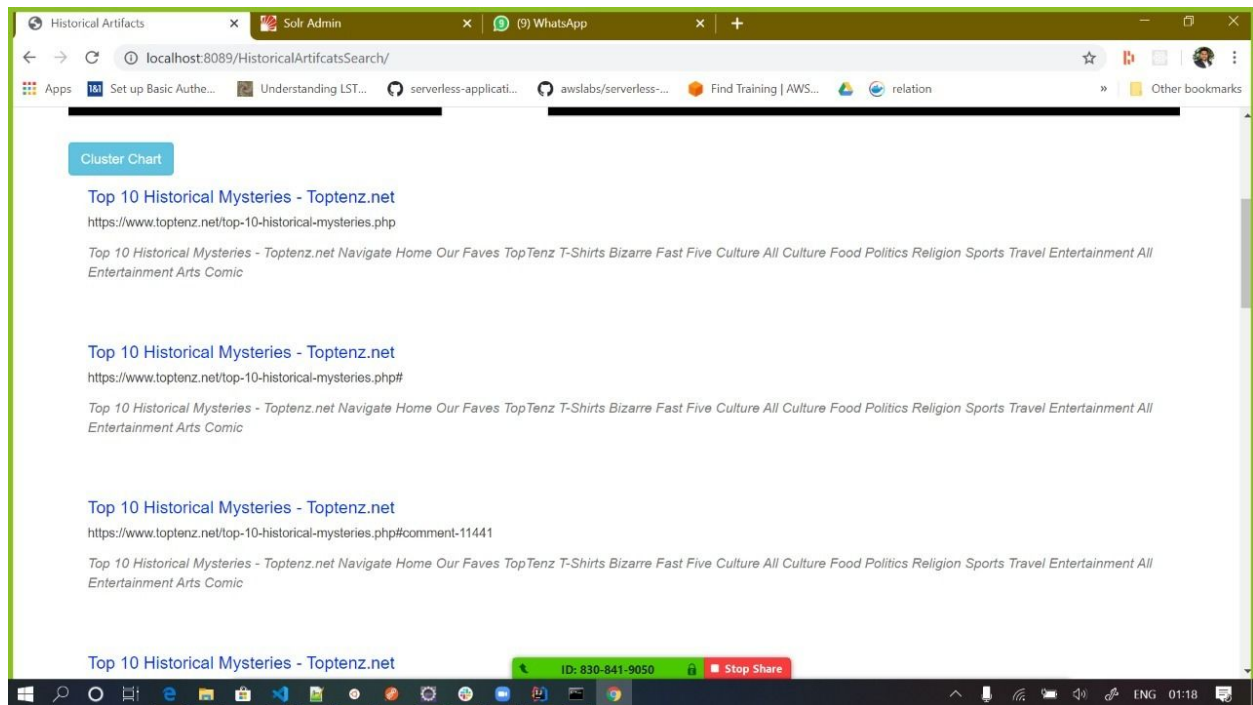 Historical Artifacts
Solr Admin
(9) WhatsApp
localhost:8089/HistoricalArtifcatsSearch/
Apps
Set up Basic Authe...
Understanding LST...
serverless-applicati...
awslabs/serverless-...
Find Training | AWS...
relation
»
Other bookmarks
Cluster Chart
Top 10 Historical Mysteries - Toptenz.net
https://www.toptenz.net/top-10-historical-mysteries.php
Top 10 Historical Mysteries - Toptenz.net Navigate Home Our Faves TopTenz T-Shirts Bizarre Fast Five Culture All Culture Food Politics Religion Sports Travel Entertainment All
Entertainment Arts Comic
Top 10 Historical Mysteries - Toptenz.net
https://www.toptenz.net/top-10-historical-mysteries.php#
Top 10 Historical Mysteries - Toptenz.net Navigate Home Our Faves TopTenz T-Shirts Bizarre Fast Five Culture All Culture Food Politics Religion Sports Travel Entertainment All
Entertainment Arts Comic
Top 10 Historical Mysteries - Toptenz.net
https://www.toptenz.net/top-10-historical-mysteries.php#comment-11441
Top 10 Historical Mysteries - Toptenz.net Navigate Home Our Faves TopTenz T-Shirts Bizarre Fast Five Culture All Culture Food Politics Religion Sports Travel Entertainment All
Entertainment Arts Comic
Top 10 Historical Mysteries - Toptenz.net
ID: 830-841-9050
Stop Share
ENG 01:18